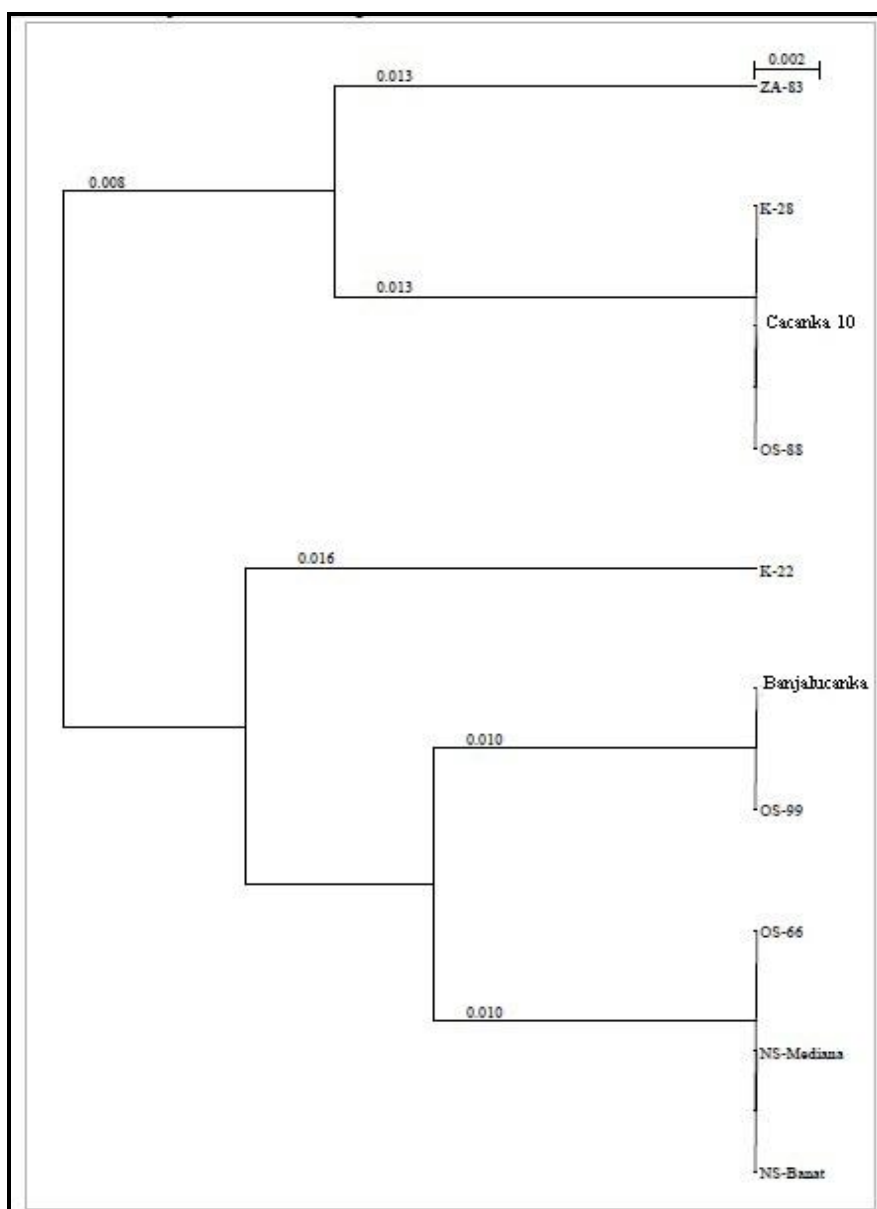 0.002
0.013
ZA-83
0.008
K-28
0.013
Cacanka 10
OS-88
0.016
K-22
Banjalucanka
0.010
OS-99
OS-66
0.010
NS-Mediana
NS-Banat